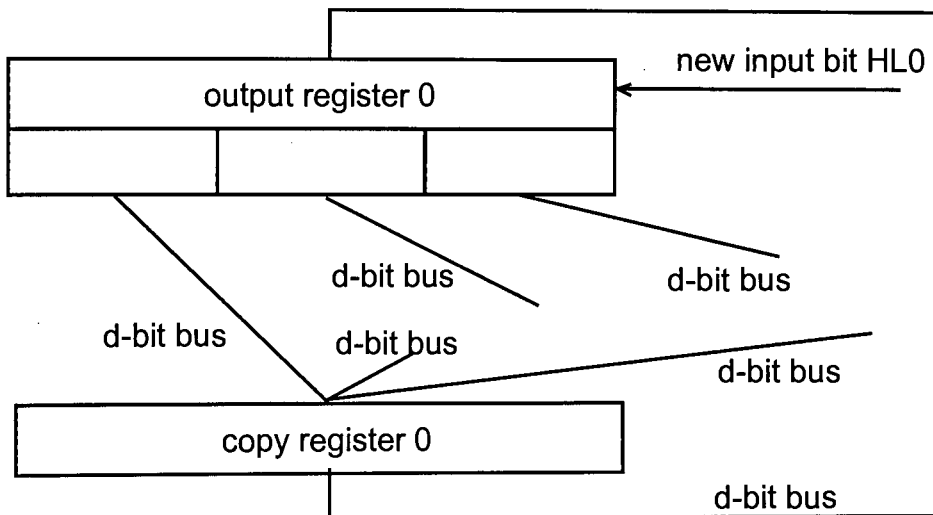 new input bit HL0
output register 0
d-bit bus
d-bit bus
d-bit bus
d-bit bus
d-bit bus
copy register 0
d-bit bus